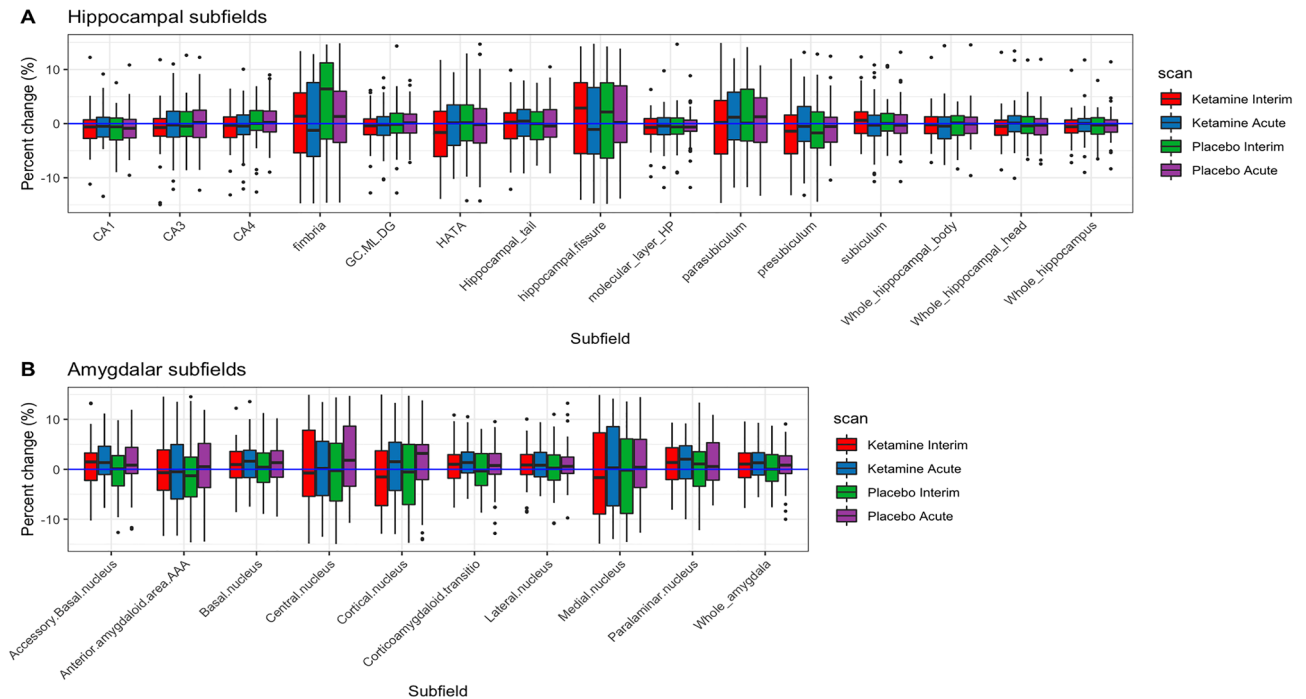 A Hippocampal subfields
Percent change (%)
10
0
-10
CA1
CA3
CA4
fimbria
GC.ML.DG
HATA
Hippocampal_tail
hippocampal.fissure
molecular_layer_HP
parasubiculum
presubiculum
subiculum
Whole_hippocampal_body
Whole_hippocampal_head
Whole_hippocampus
Subfield
scan
Ketamine Interim
Ketamine Acute
Placebo Interim
Placebo Acute
B Amygdalar subfields
Percent change (%)
10
0
-10
Accessory.Basal.nucleus
Anterior.amygdaloid.area.AAA
Basal.nucleus
Central.nucleus
Cortical.nucleus
Corticoamygdaloid.transitio
Lateral.nucleus
Medial.nucleus
Paralaminar.nucleus
Whole_amygdala
Subfield
scan
Ketamine Interim
Ketamine Acute
Placebo Interim
Placebo Acute